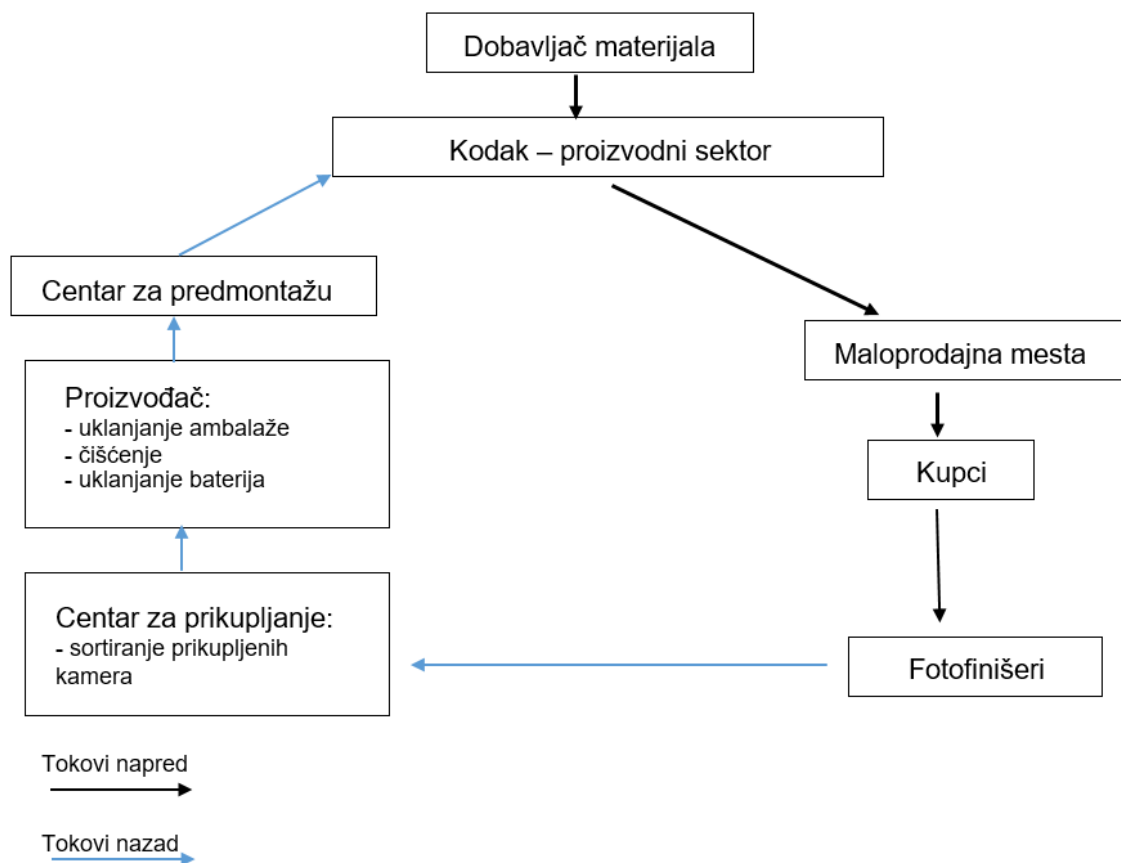 Dobavljač materijala
Kodak – proizvodni sektor
Centar za predmontažu
Maloprodajna mesta
Proizvođač:
- uklanjanje ambalaže
- čišćenje
- uklanjanje baterija
Kupci
Centar za prikupljanje:
- sortiranje prikupljenih
kamera
Fotofinišeri
Tokovi napred
Tokovi nazad